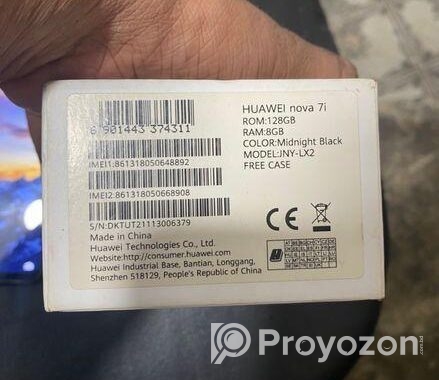 6 901443 374311
IMEI1:861318050648892
IMEI2:861318050668908
S/N:DKTUT21113006379
Made in China
Huawei Technologies Co., Ltd.
Website:http://consumer.huawei.com
Huawei Industrial Base, Bantian, Longgang,
Shenzhen 518129, People's Republic of China
HUAWEI nova 7i
ROM:128GB
RAM:8GB
COLOR:Midnight Black
MODEL:JNY-LX2
FREE CASE
CE
Proyozon